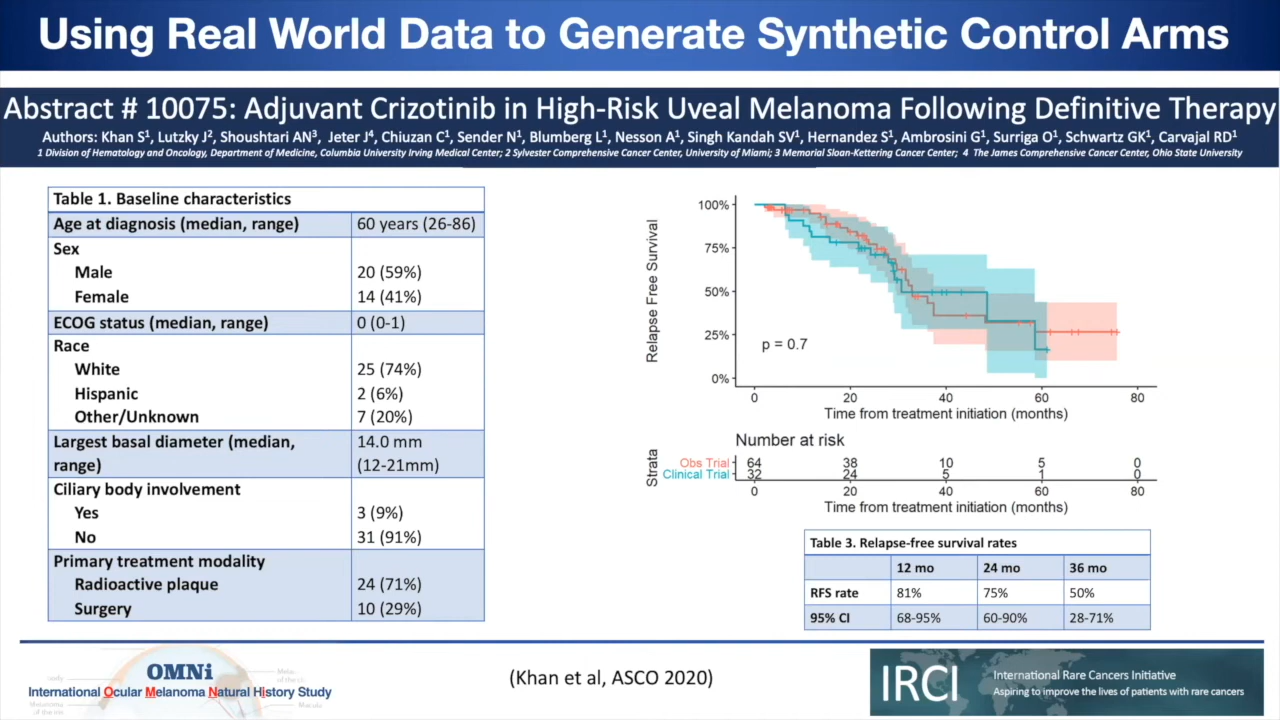 Using Real World Data to Generate Synthetic Control Arms
Abstract # 10075: Adjuvant Crizotinib in High-Risk Uveal Melanoma Following Definitive Therapy
Authors: Khan S¹, Lutzky J², Shoushtari AN³, Jeter J⁴, Chiuzan C¹, Sender N¹, Blumberg L¹, Nesson A¹, Singh Kandah SV¹, Hernandez S¹, Ambrosini G¹, Surriga O¹, Schwartz GK¹, Carvajal RD¹
1 Division of Hematology and Oncology, Department of Medicine, Columbia University Irving Medical Center; 2 Sylvester Comprehensive Cancer Center, University of Miami; 3 Memorial Sloan-Kettering Cancer Center; 4 The James Comprehensive Cancer Center, Ohio State University
Table 1. Baseline characteristics
Age at diagnosis (median, range) 60 years (26-86)
Sex
Male 20 (59%)
Female 14 (41%)
ECOG status (median, range) 0 (0-1)
Race
White 25 (74%)
Hispanic 2 (6%)
Other/Unknown 7 (20%)
Largest basal diameter (median, 14.0 mm
range) (12-21mm)
Ciliary body involvement
Yes 3 (9%)
No 31 (91%)
Primary treatment modality
Radioactive plaque 24 (71%)
Surgery 10 (29%)
Relapse Free Survival
100%
75%
50%
25%
0%
p = 0.7
0 20 40 60 80
Time from treatment initiation (months)
Number at risk
Strata
Obs Trial 64 38 10 5 0
Clinical Trial 32 24 5 1 0
0 20 40 60 80
Time from treatment initiation (months)
Table 3. Relapse-free survival rates
12 mo 24 mo 36 mo
RFS rate 81% 75% 50%
95% CI 68-95% 60-90% 28-71%
OMNi
International Ocular Melanoma Natural History Study
(Khan et al, ASCO 2020)
IRCI
International Rare Cancers Initiative
Aspiring to improve the lives of patients with rare cancers